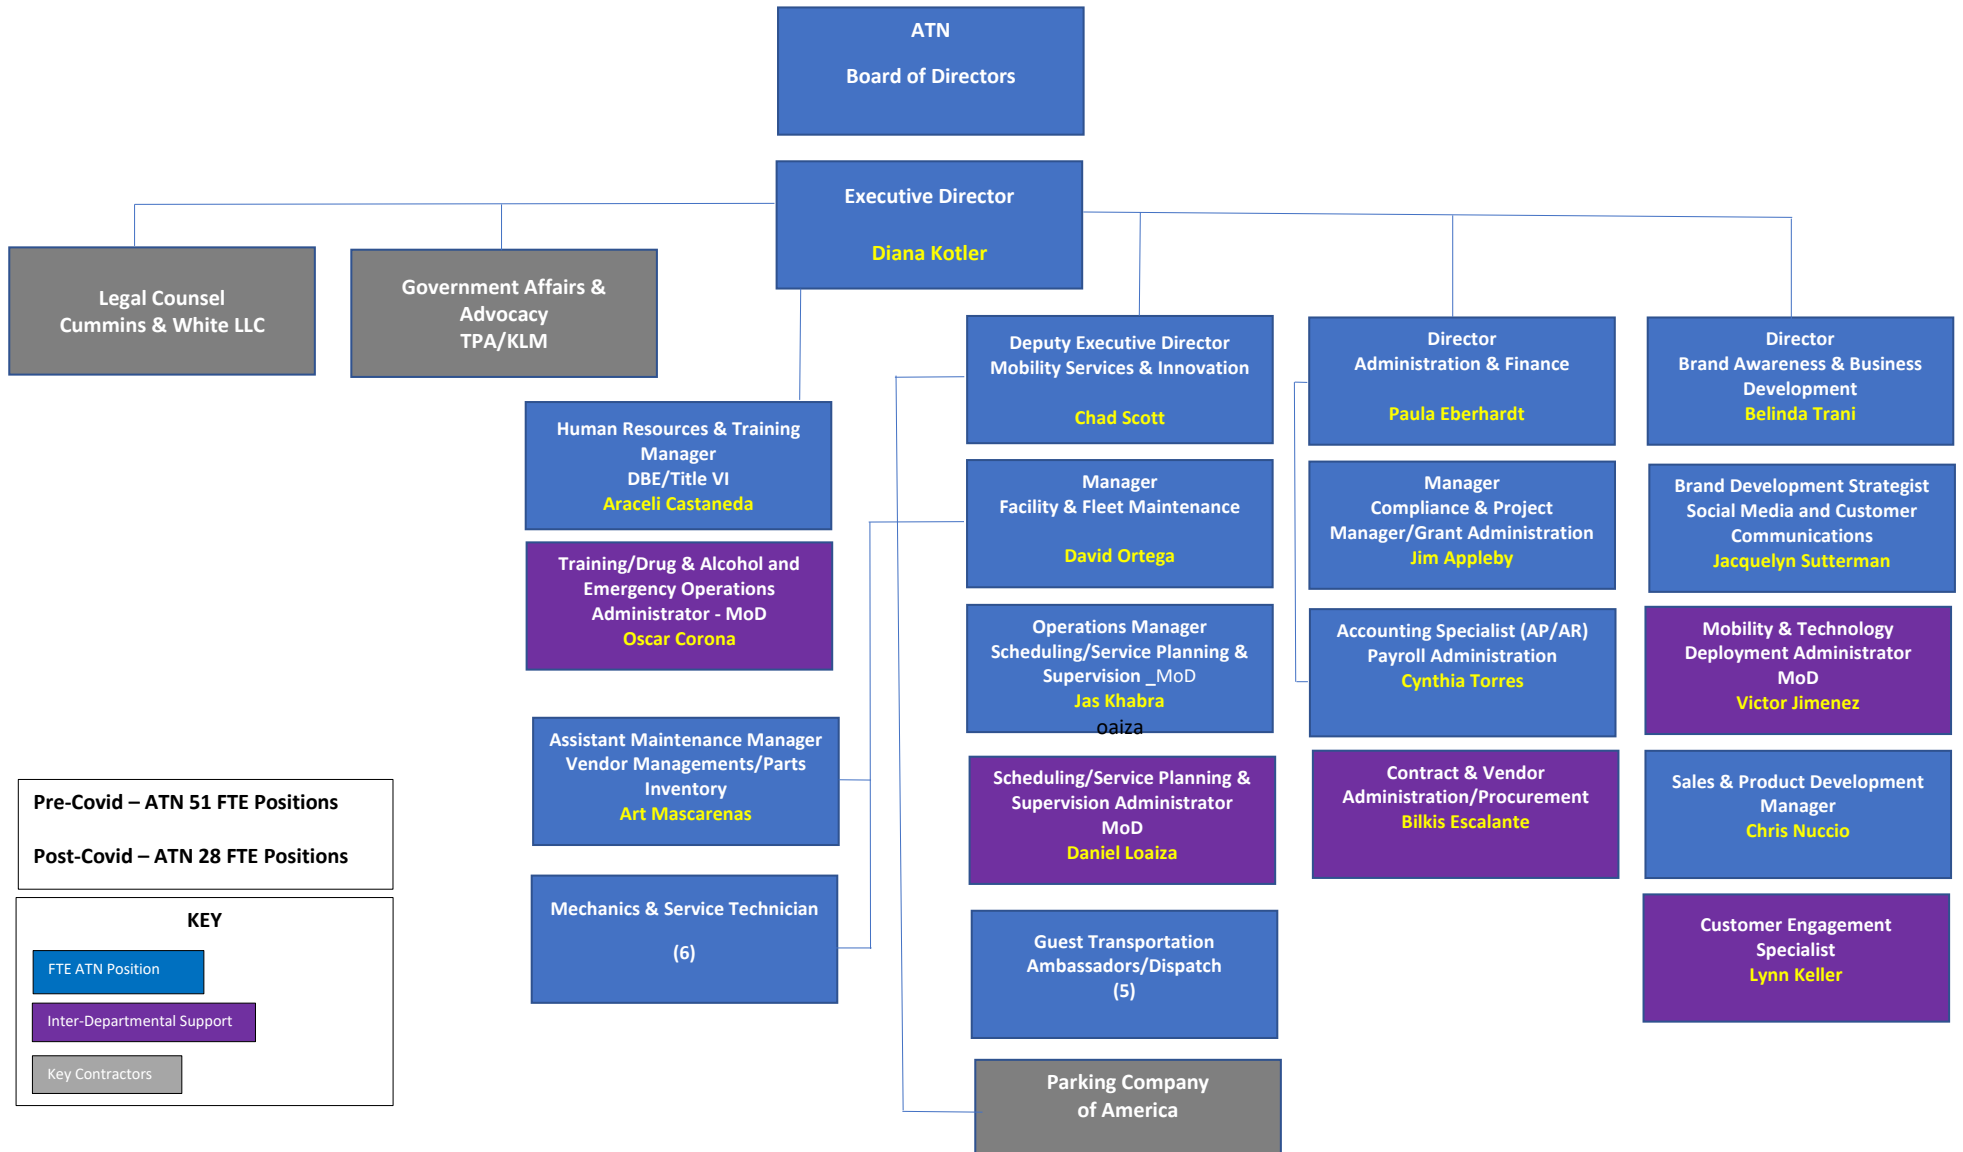 ATN
Board of Directors
Executive Director
Diana Kotler
Legal Counsel
Cummins & White LLC
Government Affairs &
Advocacy
TPA/KLM
Human Resources & Training
Manager
DBE/Title VI
Araceli Castaneda
Training/Drug & Alcohol and
Emergency Operations
Administrator - MoD
Oscar Corona
Assistant Maintenance Manager
Vendor Managements/Parts
Inventory
Art Mascarenas
Mechanics & Service Technician
(6)
Deputy Executive Director
Mobility Services & Innovation
Chad Scott
Manager
Facility & Fleet Maintenance
David Ortega
Operations Manager
Scheduling/Service Planning &
Supervision _MoD
Jas Khabra
oaiza
Scheduling/Service Planning &
Supervision Administrator
MoD
Daniel Loaiza
Guest Transportation
Ambassadors/Dispatch
(5)
Parking Company
of America
Director
Administration & Finance
Paula Eberhardt
Manager
Compliance & Project
Manager/Grant Administration
Jim Appleby
Accounting Specialist (AP/AR)
Payroll Administration
Cynthia Torres
Contract & Vendor
Administration/Procurement
Bilkis Escalante
Director
Brand Awareness & Business
Development
Belinda Trani
Brand Development Strategist
Social Media and Customer
Communications
Jacquelyn Sutterman
Mobility & Technology
Deployment Administrator
MoD
Victor Jimenez
Sales & Product Development
Manager
Chris Nuccio
Customer Engagement
Specialist
Lynn Keller
Pre-Covid – ATN 51 FTE Positions
Post-Covid – ATN 28 FTE Positions
KEY
FTE ATN Position
Inter-Departmental Support
Key Contractors